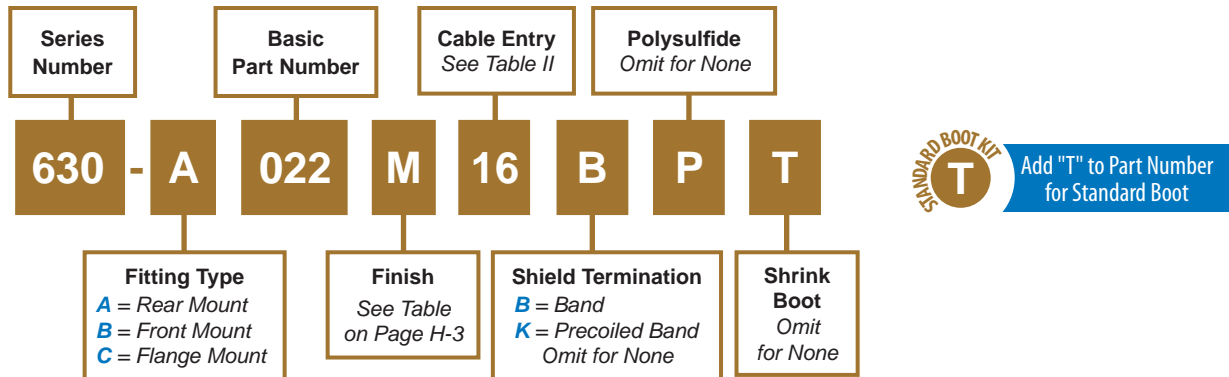 Series
Number
Basic
Part Number
Cable Entry
See Table II
Polysulfide
Omit for None
630 - A 022 M 16 B P T
Fitting Type
A = Rear Mount
B = Front Mount
C = Flange Mount
Finish
See Table
on Page H-3
Shield Termination
B = Band
K = Precoiled Band
Omit for None
Shrink
Boot
Omit
for None
STANDARD BOOT KIT
T
Add "T" to Part Number
for Standard Boot